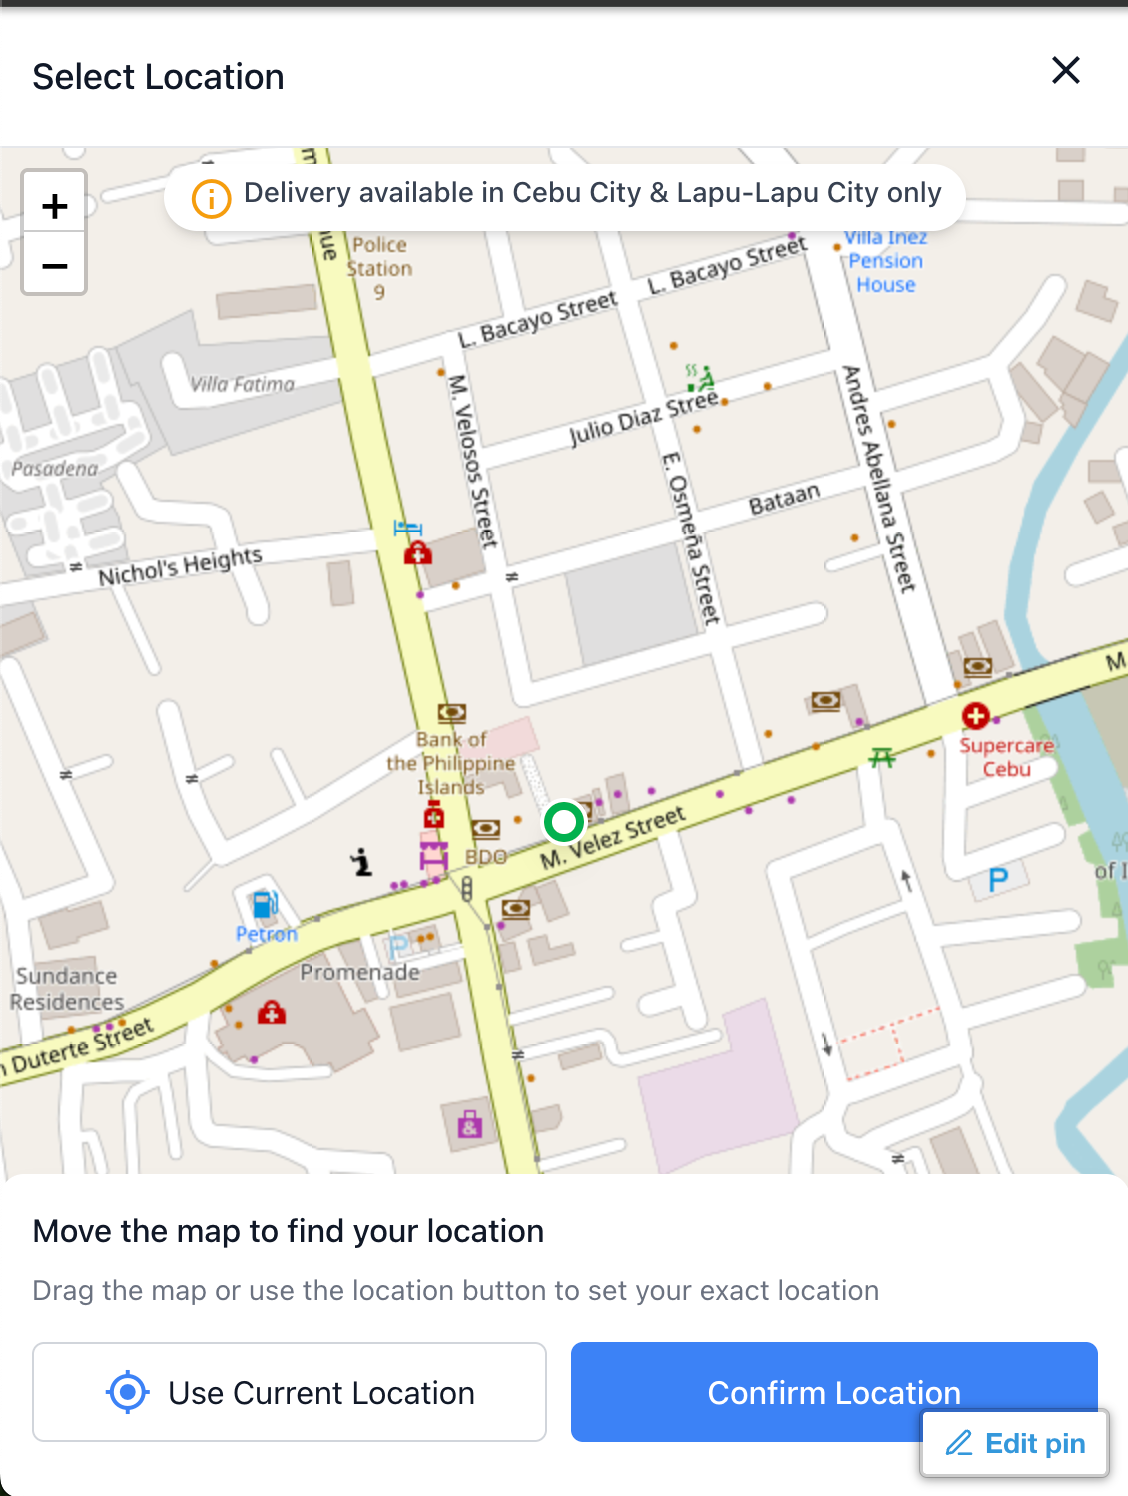 Select Location
+
−
Delivery available in Cebu City & Lapu-Lapu City only
Police
Station
9
Villa Inez
Pension
House
L. Bacayo Street
L. Bacayo Street
Villa Fatima
M. Velosos Street
Julio Diaz Stree
Andres Abellana Street
Pasadena
E. Osmeña Street
Bataan
Nichol's Heights
M.
Bank of
the Philippine
Islands
Supercare
Cebu
BDO
M. Velez Street
of I
P
Petron
P
Promenade
Sundance
Residences
n Duterte Street
&
Move the map to find your location
Drag the map or use the location button to set your exact location
Use Current Location
Confirm Location
Edit pin